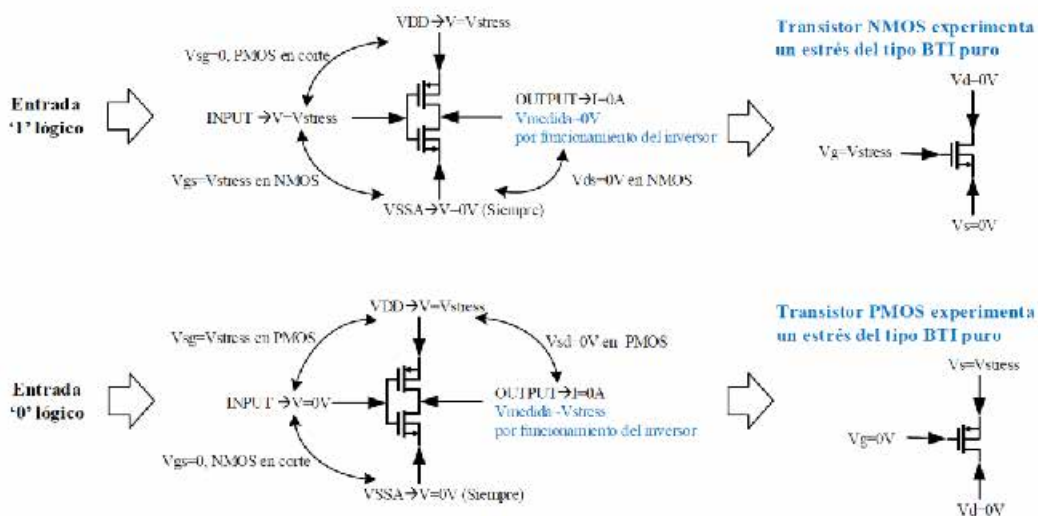 VDD→V=Vstress
Vsg=0, PMOS en corte
Entrada
'1' lógico
INPUT →V=Vstress
OUTPUT→I=0A
Vmedida=0V
por funcionamiento del inversor
Vgs=Vstress en NMOS
Vds=0V en NMOS
VSSA→V=0V (Siempre)
Transistor NMOS experimenta
un estrés del tipo BTI puro
Vd=0V
Vg=Vstress
Vs=0V
VDD→V=Vstress
Vsg=Vstress en PMOS
Vsd=0V en PMOS
Entrada
'0' lógico
INPUT →V=0V
OUTPUT→I=0A
Vmedida=Vstress
por funcionamiento del inversor
Vgs=0, NMOS en corte
VSSA→V=0V (Siempre)
Transistor PMOS experimenta
un estrés del tipo BTI puro
Vs=Vstress
Vg=0V
Vd=0V